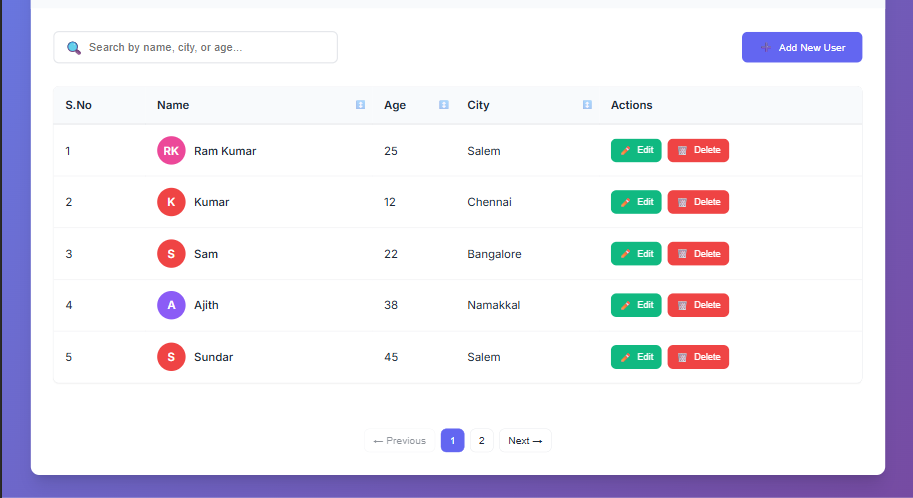 Search by name, city, or age...
Add New User
S.No Name Age City Actions
1 RK Ram Kumar 25 Salem Edit Delete
2 K Kumar 12 Chennai Edit Delete
3 S Sam 22 Bangalore Edit Delete
4 A Ajith 38 Namakkal Edit Delete
5 S Sundar 45 Salem Edit Delete
← Previous 1 2 Next →